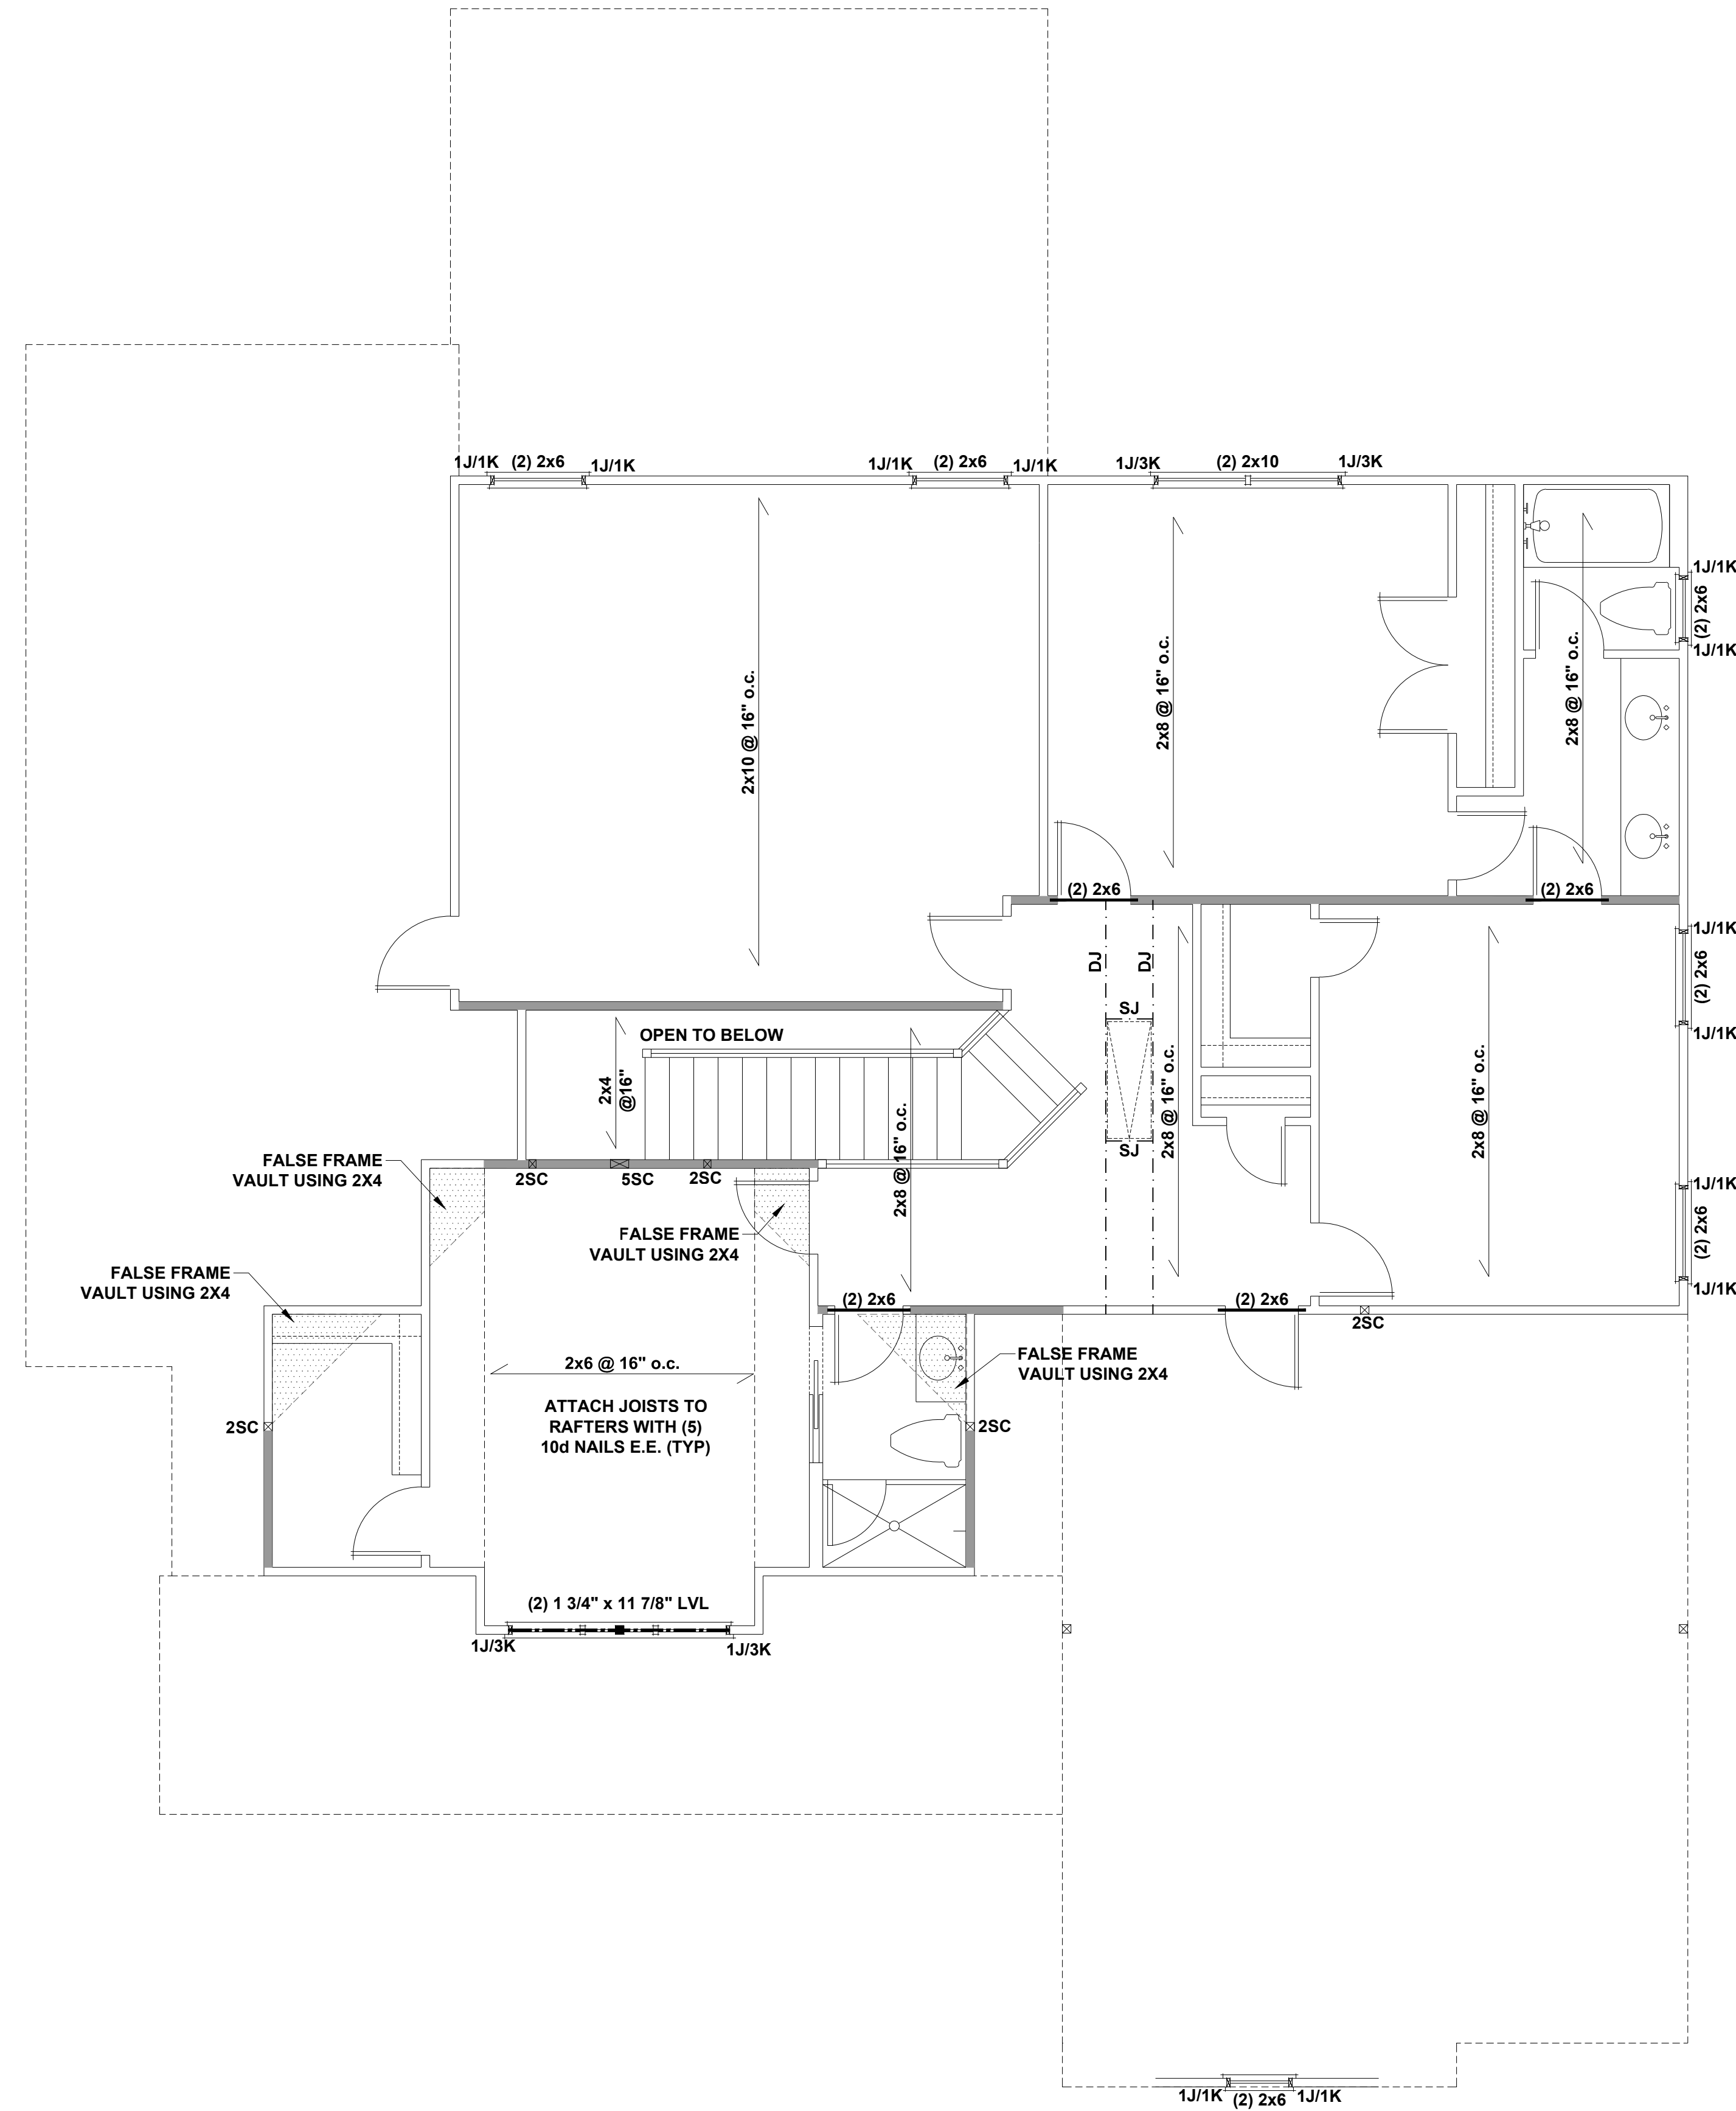 1J/1K (2) 2x6 1J/1K
1J/1K (2) 2x6 1J/1K
1J/3K (2) 2x10 1J/3K
1J/1K
(2) 2x6
1J/1K
2x10 @ 16" o.c.
2x8 @ 16" o.c.
2x8 @ 16" o.c.
(2) 2x6
(2) 2x6
1J/1K
(2) 2x6
1J/1K
DJ
DJ
SJ
SJ
OPEN TO BELOW
2x4
@16"
2x8 @ 16" o.c.
2x8 @ 16" o.c.
2x8 @ 16" o.c.
FALSE FRAME
VAULT USING 2X4
2SC
5SC
2SC
1J/1K
(2) 2x6
1J/1K
FALSE FRAME
VAULT USING 2X4
FALSE FRAME
VAULT USING 2X4
(2) 2x6
(2) 2x6
2SC
2x6 @ 16" o.c.
FALSE FRAME
VAULT USING 2X4
ATTACH JOISTS TO
RAFTERS WITH (5)
10d NAILS E.E. (TYP)
2SC
2SC
(2) 1 3/4" x 11 7/8" LVL
1J/3K
1J/3K
1J/1K (2) 2x6 1J/1K